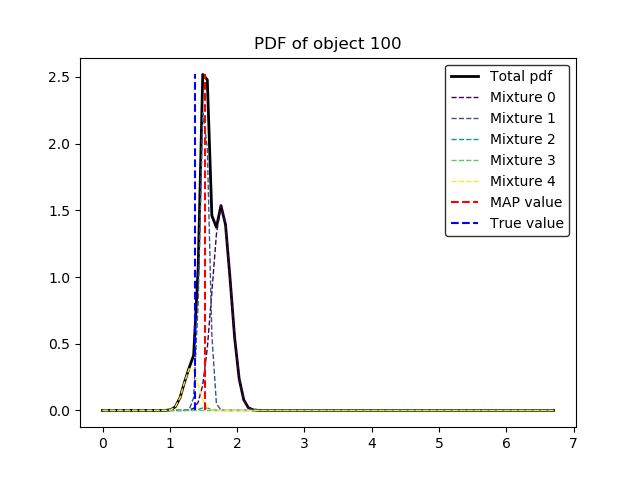 PDF of object 100
2.5
2.0
1.5
1.0
0.5
0.0
0 1 2 3 4 5 6 7
Total pdf
Mixture 0
Mixture 1
Mixture 2
Mixture 3
Mixture 4
MAP value
True value